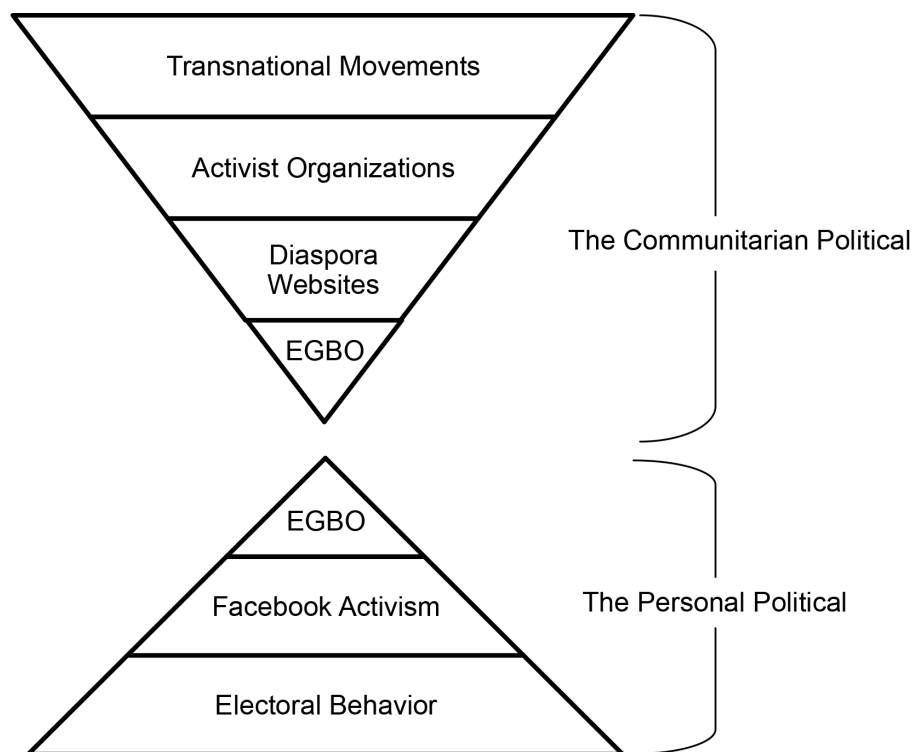 Transnational Movements
Activist Organizations
Diaspora
Websites
The Communitarian Political
EGBO
EGBO
Facebook Activism
The Personal Political
Electoral Behavior